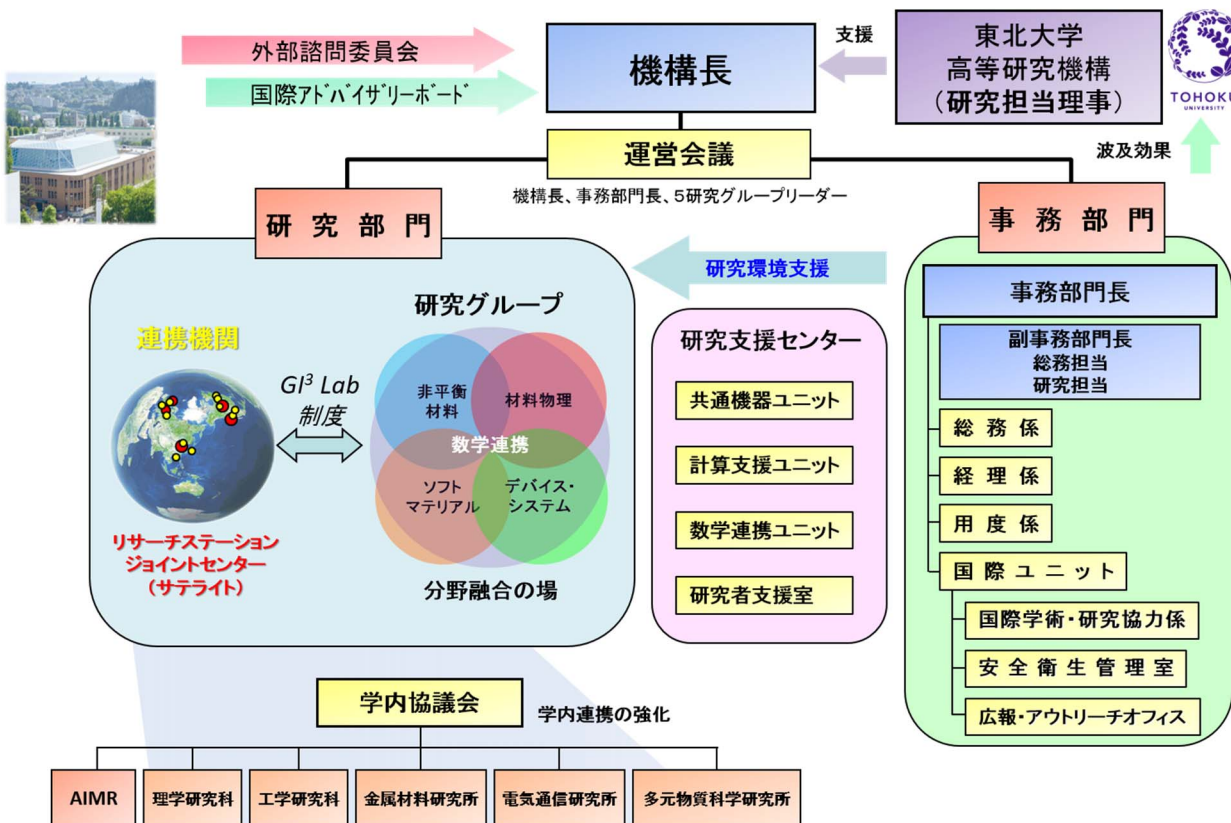 外部諮問委員会
国際アドバイザリーボード
機構長
支援
東北大学
高等研究機構
（研究担当理事）
TOHOKU
UNIVERSITY
波及効果
運営会議
機構長、事務部門長、5研究グループリーダー
研究部門
事務部門
研究環境支援
連携機関
GI³ Lab
制度
リサーチステーション
ジョイントセンター
（サテライト）
研究グループ
非平衡
材料
材料物理
数学連携
ソフト
マテリアル
デバイス・
システム
分野融合の場
研究支援センター
共通機器ユニット
計算支援ユニット
数学連携ユニット
研究者支援室
事務部門長
副事務部門長
総務担当
研究担当
総務係
経理係
用度係
国際ユニット
国際学術・研究協力係
安全衛生管理室
広報・アウトリーチオフィス
学内協議会
学内連携の強化
AIMR
理学研究科
工学研究科
金属材料研究所
電気通信研究所
多元物質科学研究所